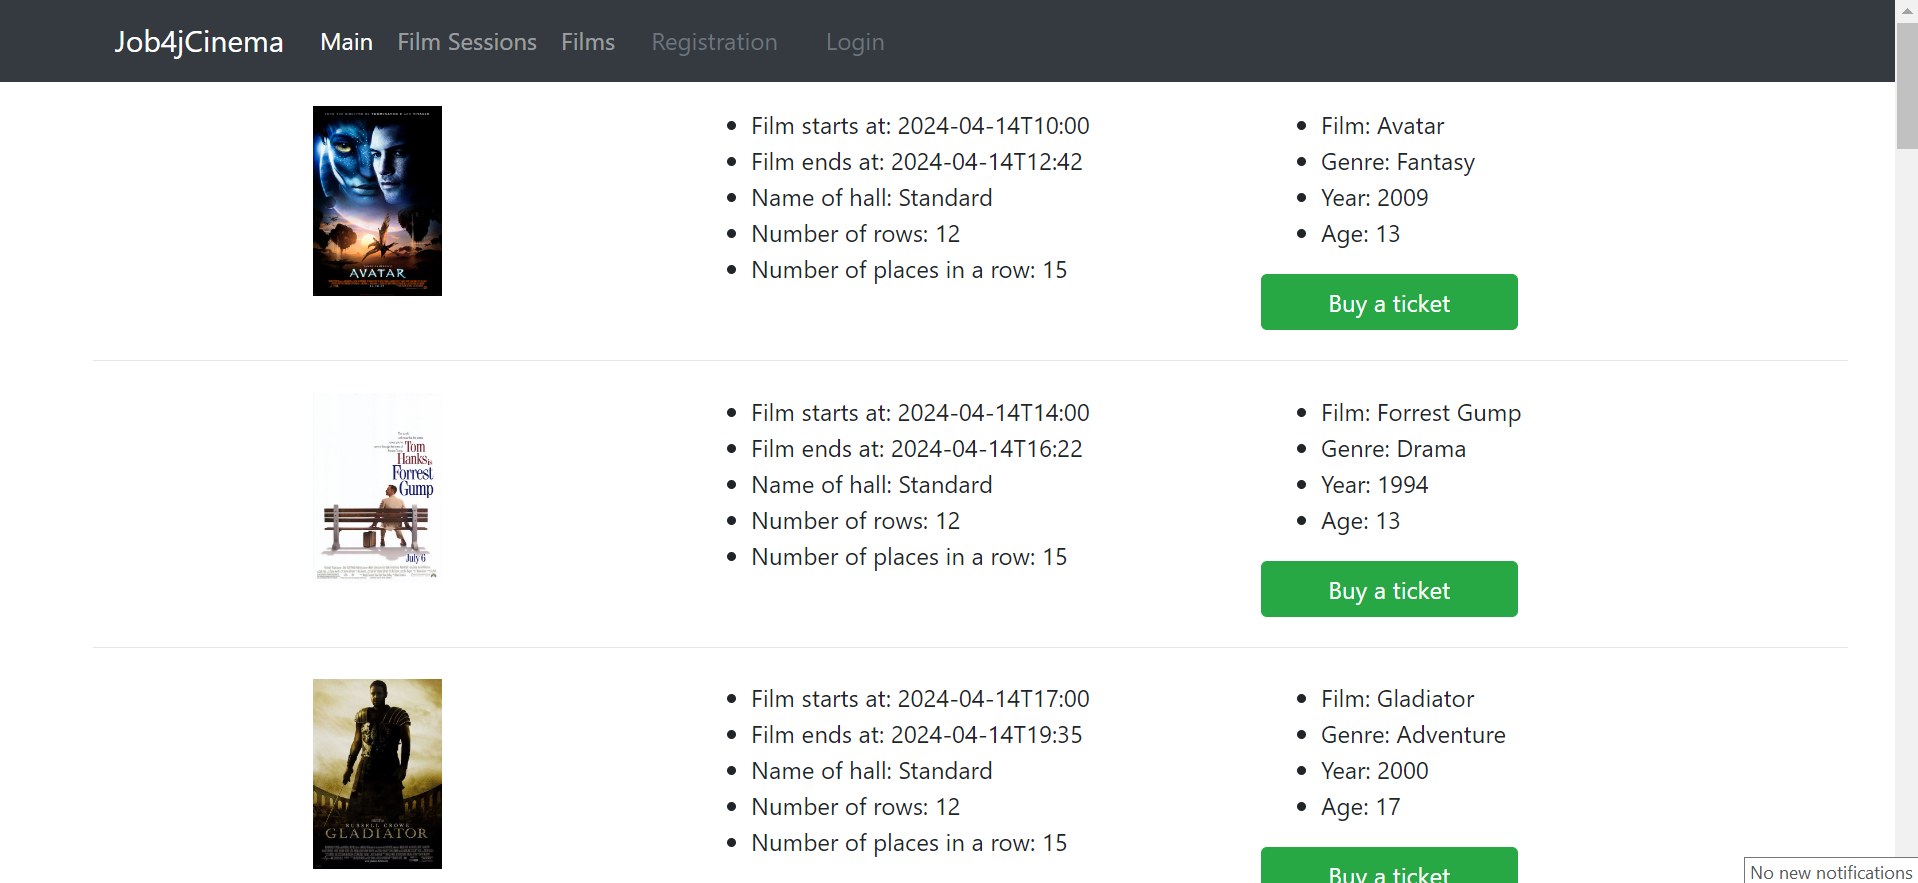 Job4jCinema Main Film Sessions Films Registration Login
AVATAR
Film starts at: 2024-04-14T10:00
Film ends at: 2024-04-14T12:42
Name of hall: Standard
Number of rows: 12
Number of places in a row: 15
Film: Avatar
Genre: Fantasy
Year: 2009
Age: 13
Buy a ticket
Tom
Hanks is
Forrest
Gump
July 6
Film starts at: 2024-04-14T14:00
Film ends at: 2024-04-14T16:22
Name of hall: Standard
Number of rows: 12
Number of places in a row: 15
Film: Forrest Gump
Genre: Drama
Year: 1994
Age: 13
Buy a ticket
RUSSELL CROWE
GLADIATOR
Film starts at: 2024-04-14T17:00
Film ends at: 2024-04-14T19:35
Name of hall: Standard
Number of rows: 12
Number of places in a row: 15
Film: Gladiator
Genre: Adventure
Year: 2000
Age: 17
Buy a ticket
No new notifications